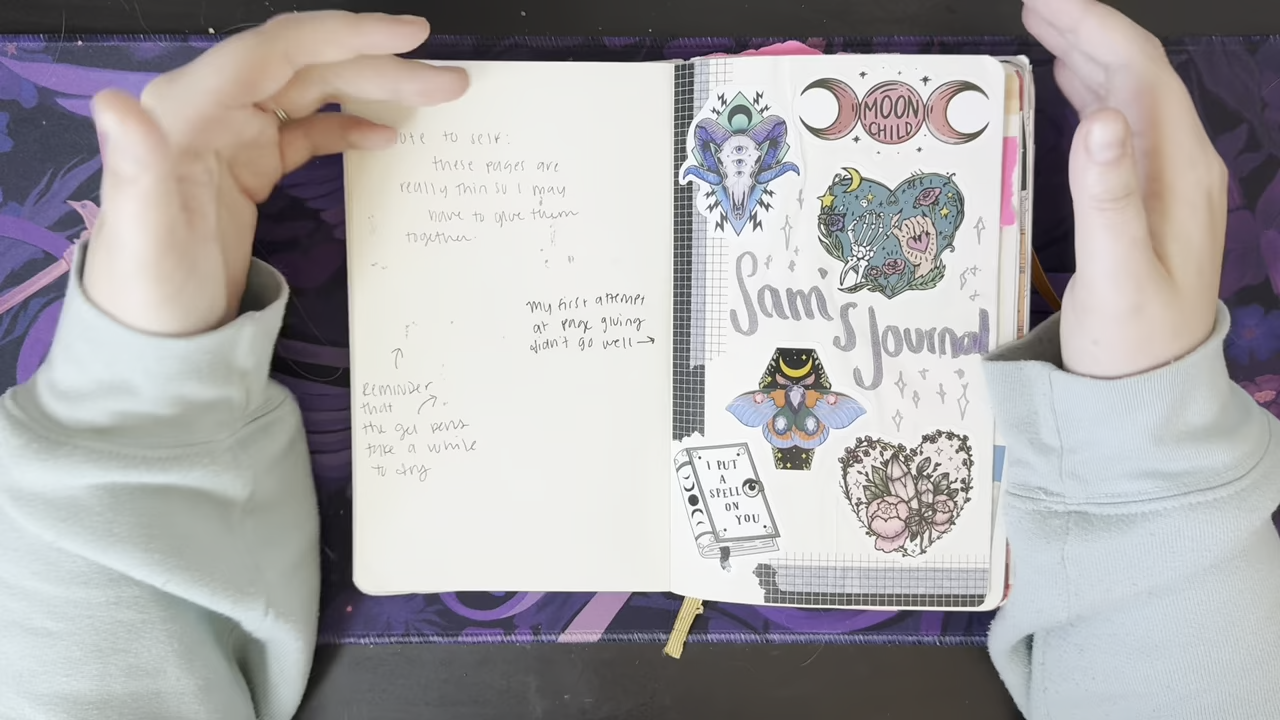 ote to self:
these pages are
really thin so I may
have to glue them
together.
my first attempt
at page gluing
didn't go well →
Reminder
that
the gel pens
take a while
to dry
MOON
CHILD
Sam's Journal
I PUT
A
SPELL
ON
YOU